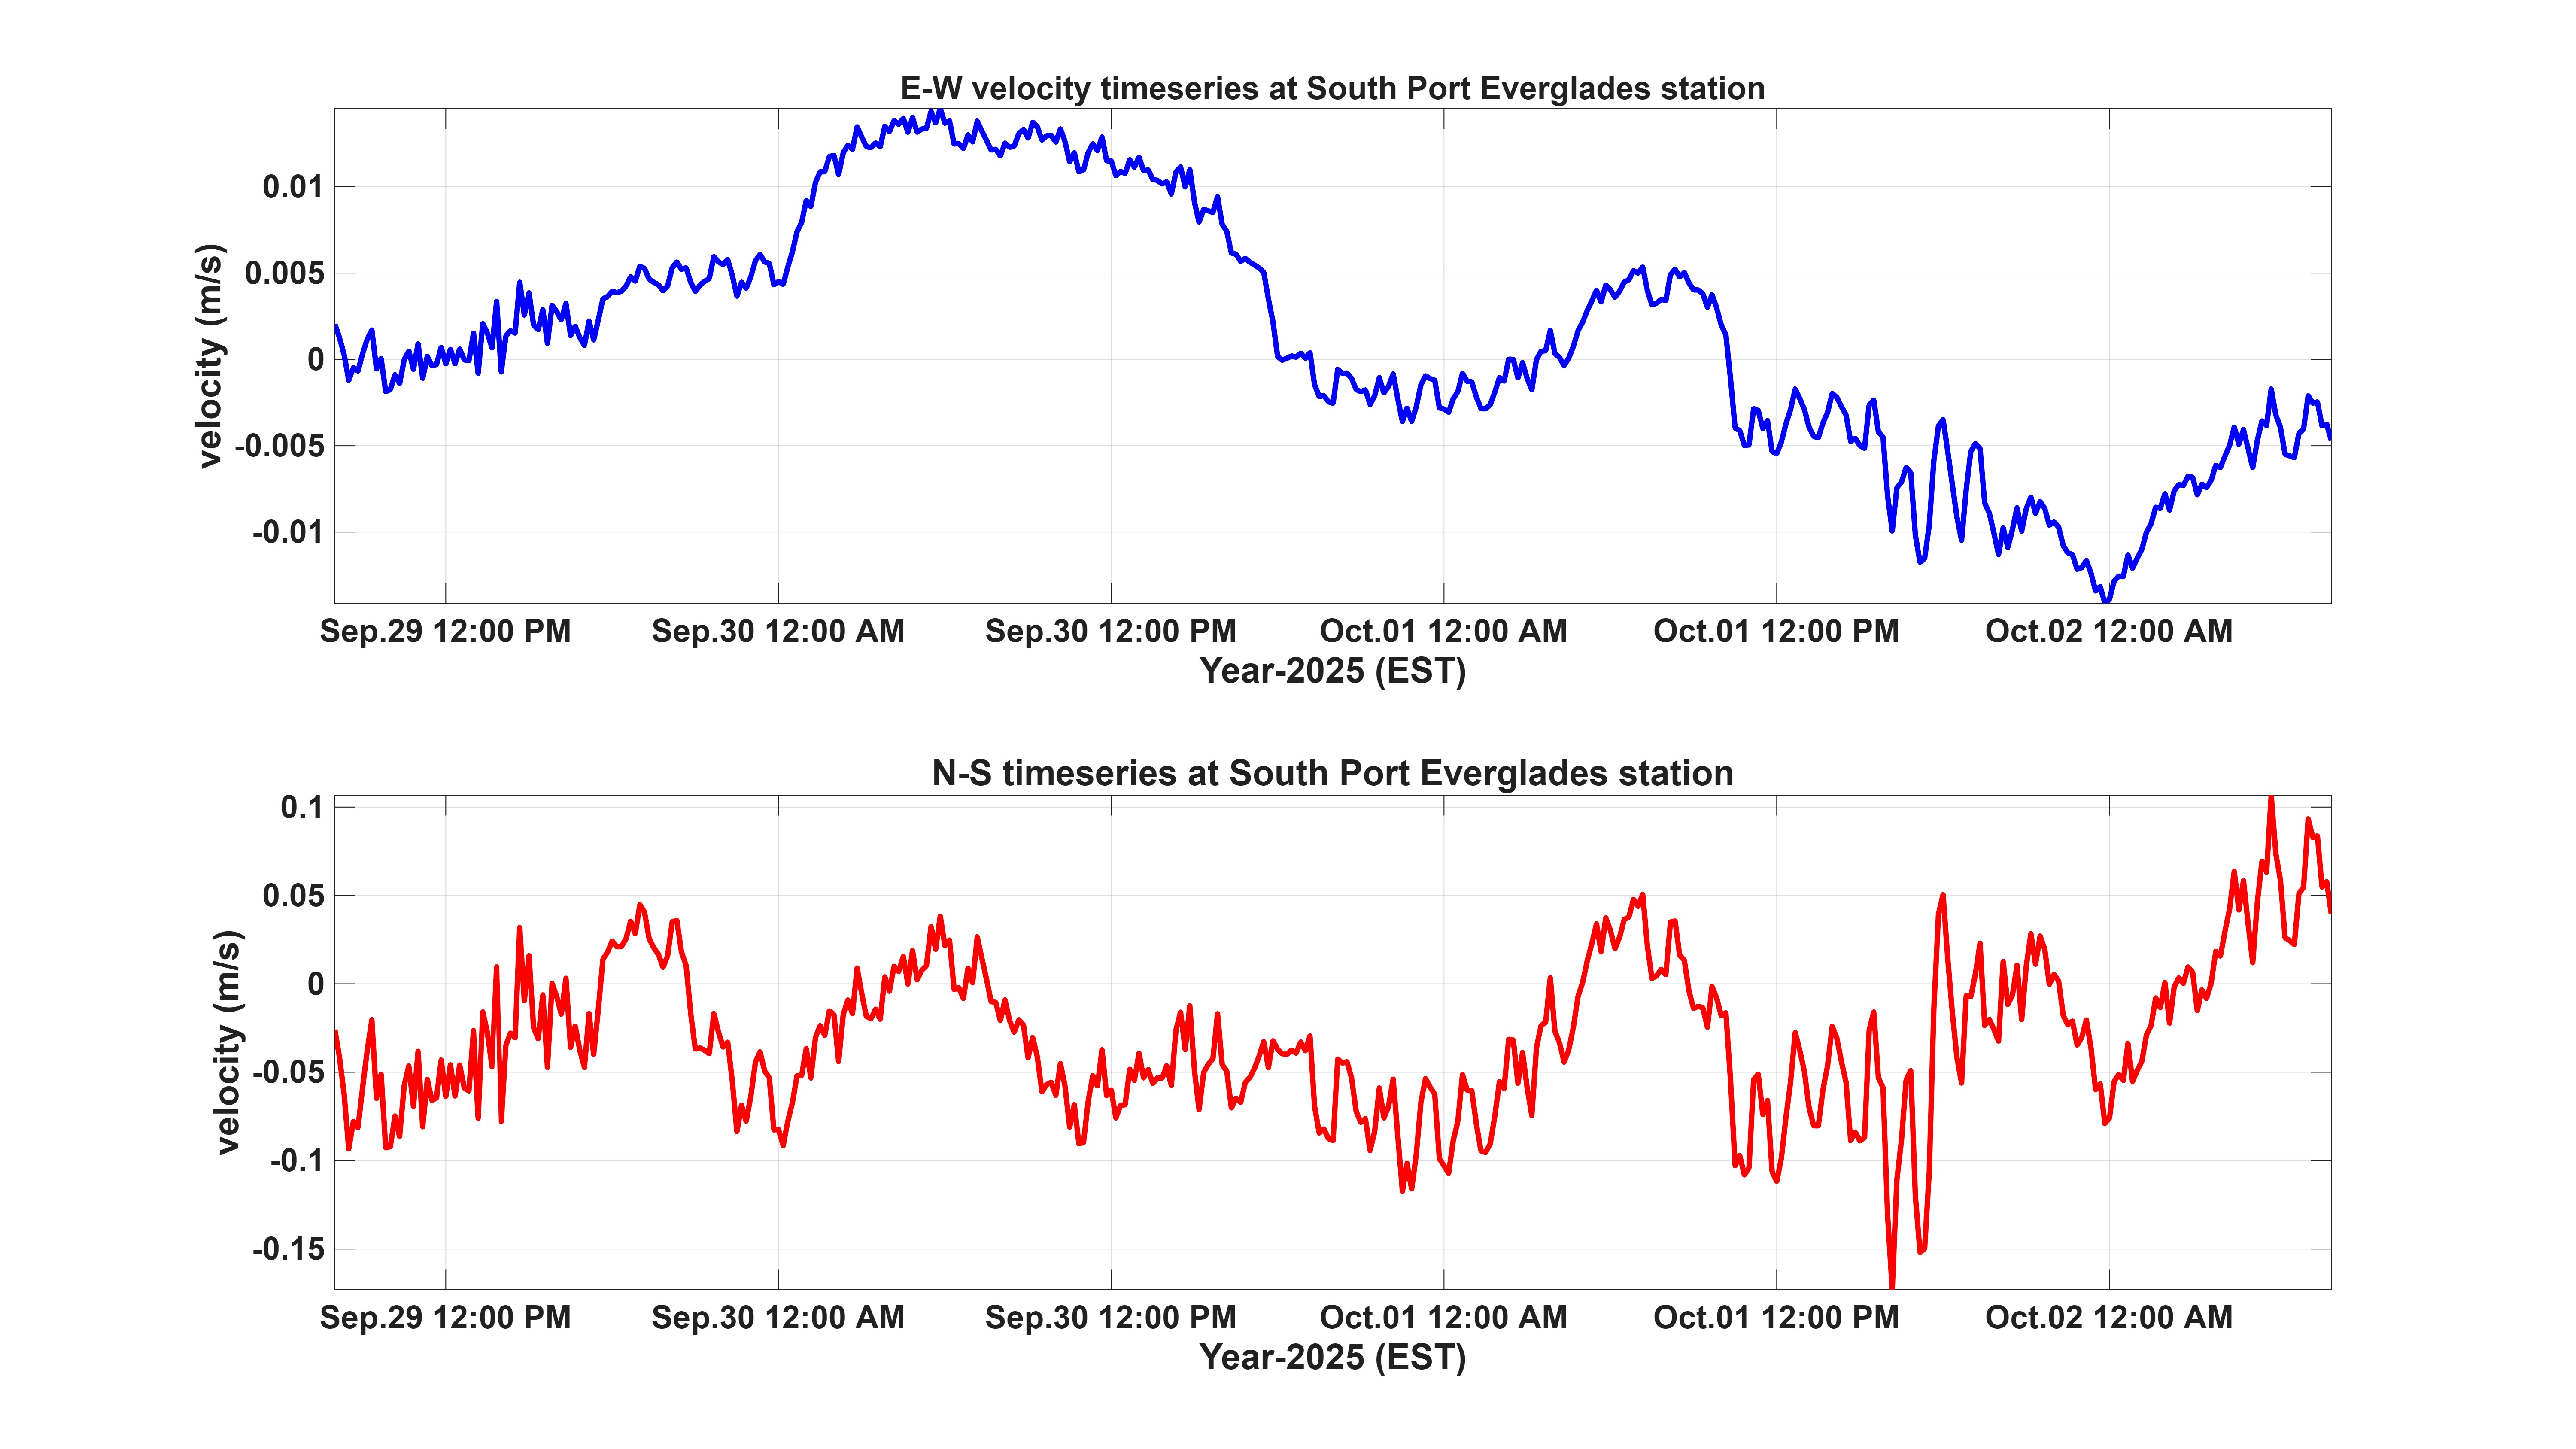 E-W velocity timeseries at South Port Everglades station
velocity (m/s)
0.01
0.005
0
-0.005
-0.01
Sep.29 12:00 PM
Sep.30 12:00 AM
Sep.30 12:00 PM
Oct.01 12:00 AM
Oct.01 12:00 PM
Oct.02 12:00 AM
Year-2025 (EST)
N-S timeseries at South Port Everglades station
velocity (m/s)
0.1
0.05
0
-0.05
-0.1
-0.15
Sep.29 12:00 PM
Sep.30 12:00 AM
Sep.30 12:00 PM
Oct.01 12:00 AM
Oct.01 12:00 PM
Oct.02 12:00 AM
Year-2025 (EST)